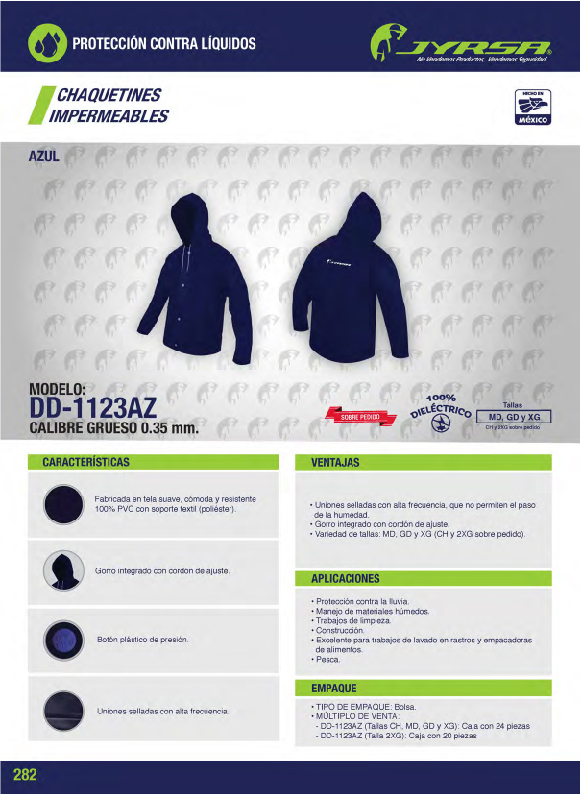 PROTECCIÓN CONTRA LÍQUIDOS
JYRSA®
No Vendemos Productos, Vendemos Seguridad
CHAQUETINES
IMPERMEABLES
HECHO EN
MÉXICO
AZUL
JYRSA
MODELO:
DD-1123AZ
CALIBRE GRUESO 0.35 mm.
SOBRE PEDIDO
100%
DIELÉCTRICO
Tallas
MD, GD y XG
CH y 2XG sobre pedido
CARACTERÍSTICAS
Fabricada en tela suave, cómoda y resistente
100% PVC con soporte textil (poliéster).
Gorro integrado con cordón de ajuste.
Botón plástico de presión.
Uniones selladas con alta frecuencia.
VENTAJAS
• Uniones selladas con alta frecuencia, que no permiten el paso
de la humedad.
• Gorro integrado con cordón de ajuste.
• Variedad de tallas: MD, GD y XG (CH y 2XG sobre pedido).
APLICACIONES
• Protección contra la lluvia.
• Manejo de materiales húmedos.
• Trabajos de limpieza.
• Construcción.
• Excelente para trabajos de lavado en rastros y empacadoras
de alimentos.
• Pesca.
EMPAQUE
• TIPO DE EMPAQUE: Bolsa.
• MÚLTIPLO DE VENTA:
- DD-1123AZ (Tallas CH, MD, GD y XG): Caja con 24 piezas
- DD-1123AZ (Talla 2XG): Caja con 20 piezas
282